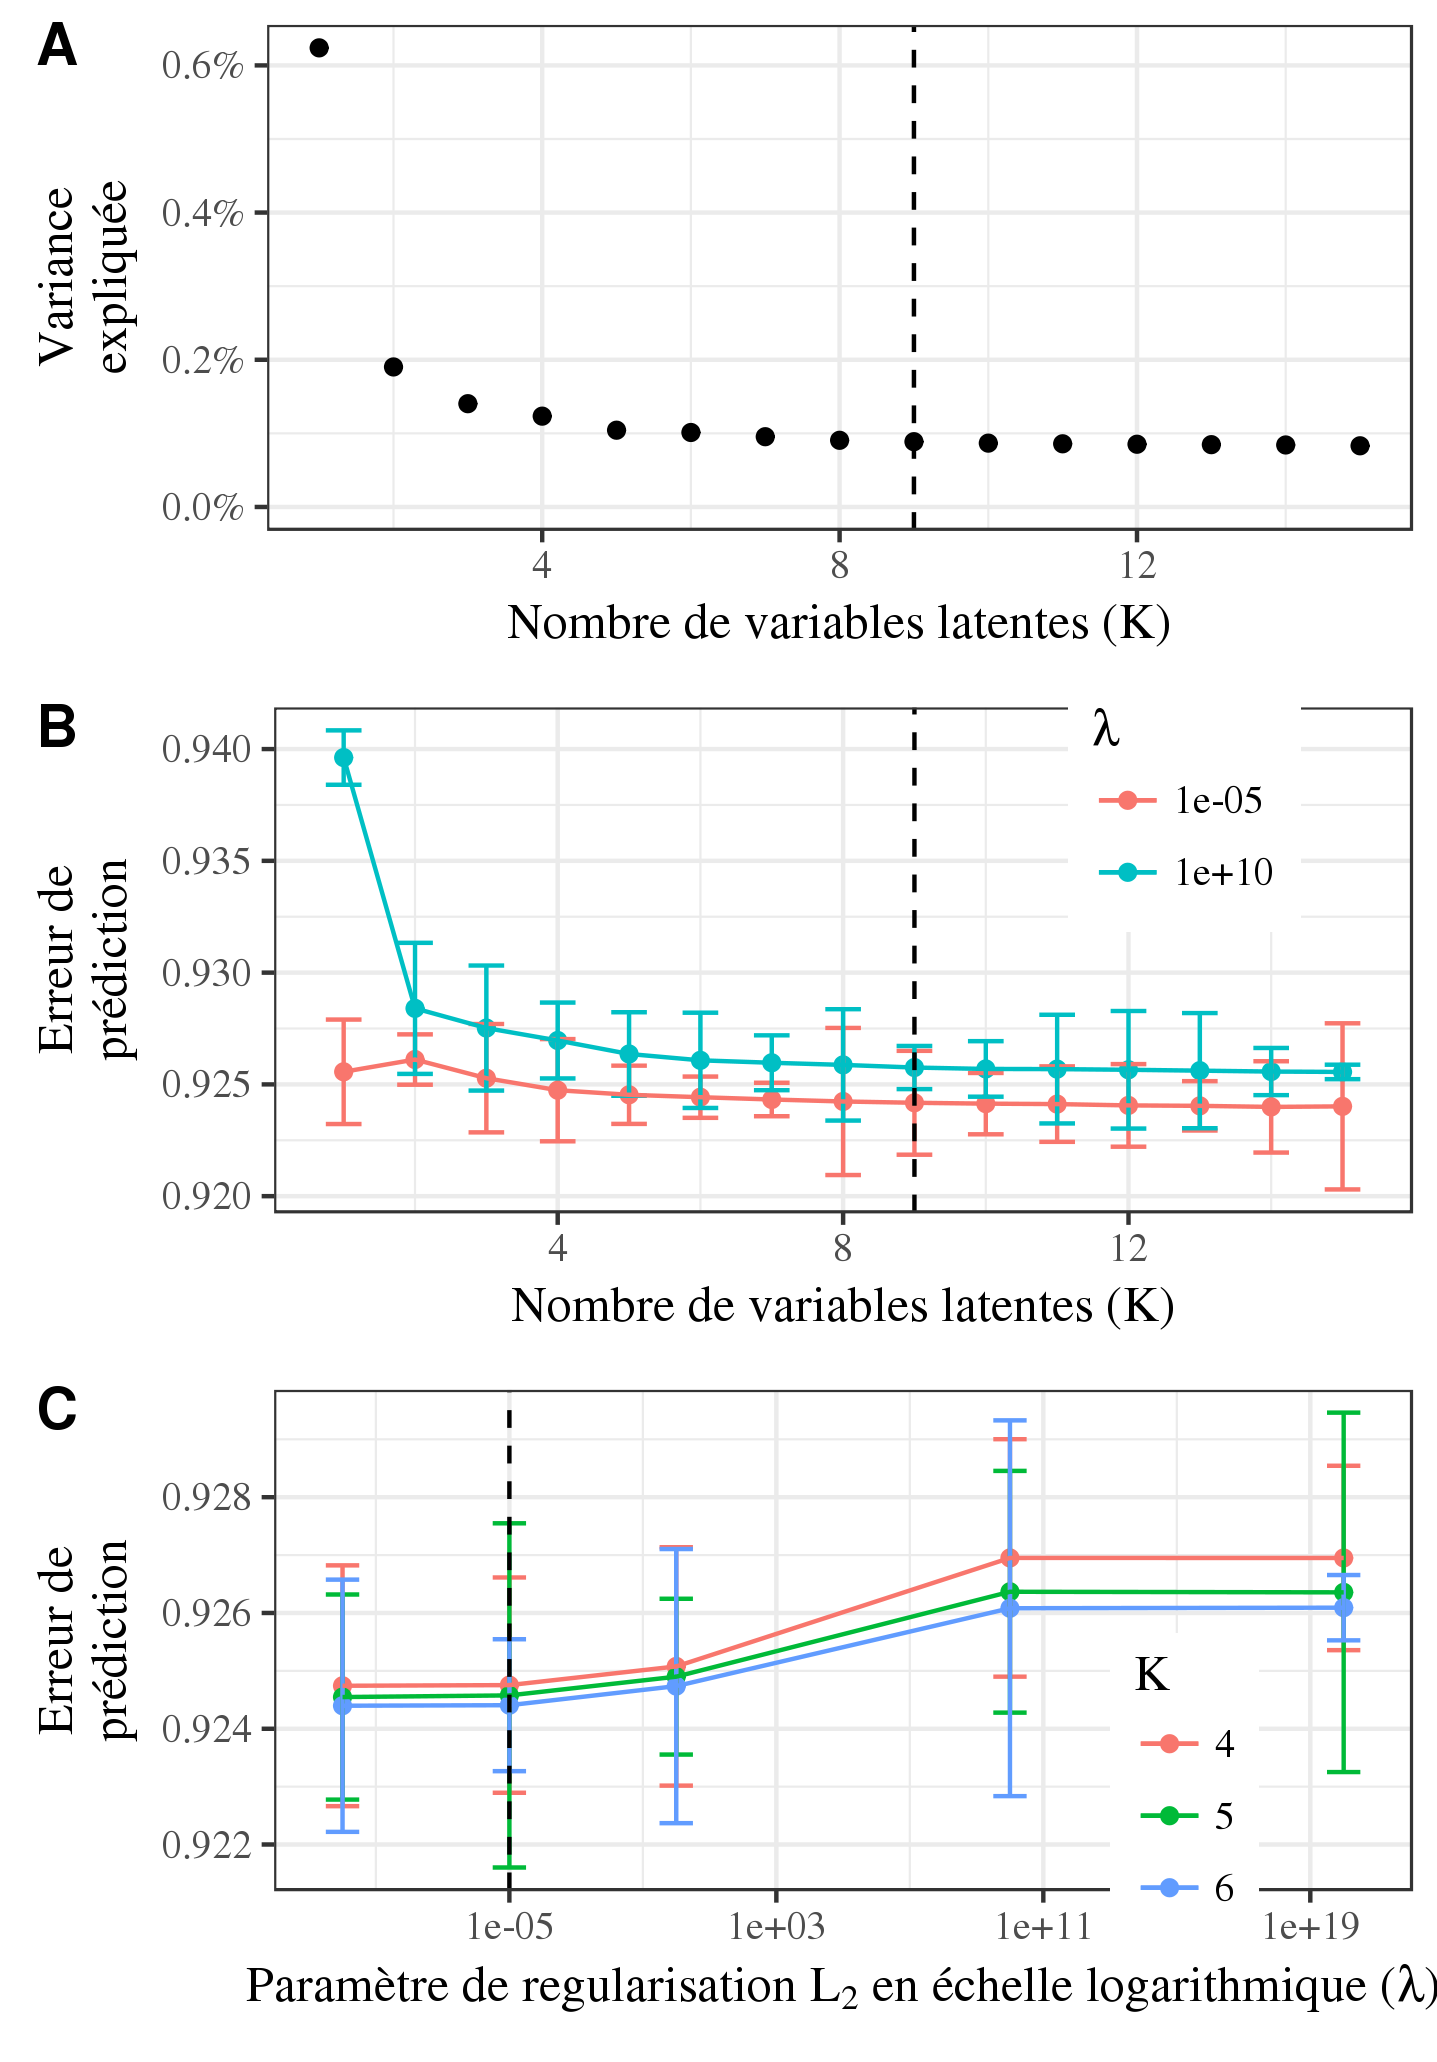 A
0.6%
0.4%
0.2%
0.0%
Variance
expliquée
4 8 12
Nombre de variables latentes (K)
B
0.940
0.935
0.930
0.925
0.920
Erreur de
prédiction
λ
1e-05
1e+10
4 8 12
Nombre de variables latentes (K)
C
0.928
0.926
0.924
0.922
Erreur de
prédiction
K
4
5
6
1e-05 1e+03 1e+11 1e+19
Paramètre de regularisation L₂ en échelle logarithmique (λ)